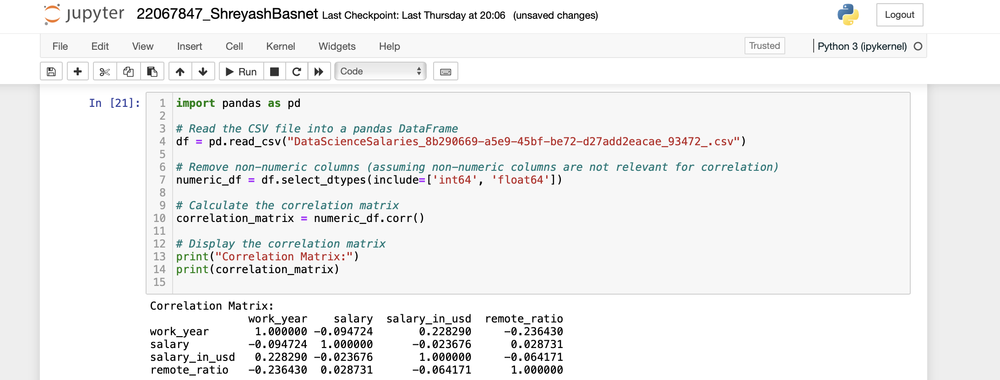 jupyter 22067847_ShreyashBasnet Last Checkpoint: Last Thursday at 20:06 (unsaved changes) Logout
File Edit View Insert Cell Kernel Widgets Help Trusted Python 3 (ipykernel)
Run Code
In [21]:
1 import pandas as pd
2
3 # Read the CSV file into a pandas DataFrame
4 df = pd.read_csv("DataScienceSalaries_8b290669-a5e9-45bf-be72-d27add2eacae_93472_.csv")
5
6 # Remove non-numeric columns (assuming non-numeric columns are not relevant for correlation)
7 numeric_df = df.select_dtypes(include=['int64', 'float64'])
8
9 # Calculate the correlation matrix
10 correlation_matrix = numeric_df.corr()
11
12 # Display the correlation matrix
13 print("Correlation Matrix:")
14 print(correlation_matrix)
15
Correlation Matrix:
work_year salary salary_in_usd remote_ratio
work_year 1.000000 -0.094724 0.228290 -0.236430
salary -0.094724 1.000000 -0.023676 0.028731
salary_in_usd 0.228290 -0.023676 1.000000 -0.064171
remote_ratio -0.236430 0.028731 -0.064171 1.000000